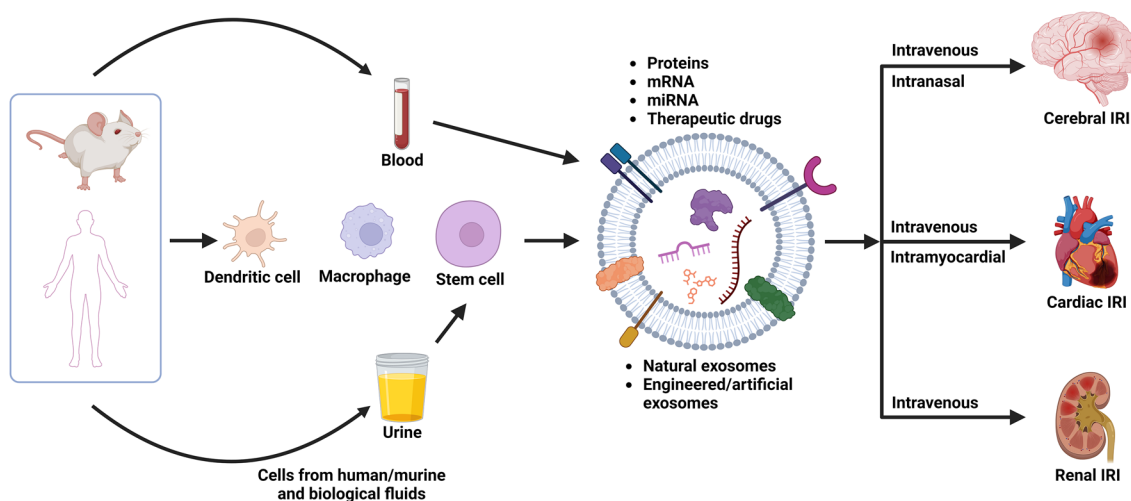 Blood
Dendritic cell
Macrophage
Stem cell
Urine
Cells from human/murine
and biological fluids
• Proteins
• mRNA
• miRNA
• Therapeutic drugs
• Natural exosomes
• Engineered/artificial
exosomes
Intravenous
Intranasal
Cerebral IRI
Intravenous
Intramyocardial
Cardiac IRI
Intravenous
Renal IRI